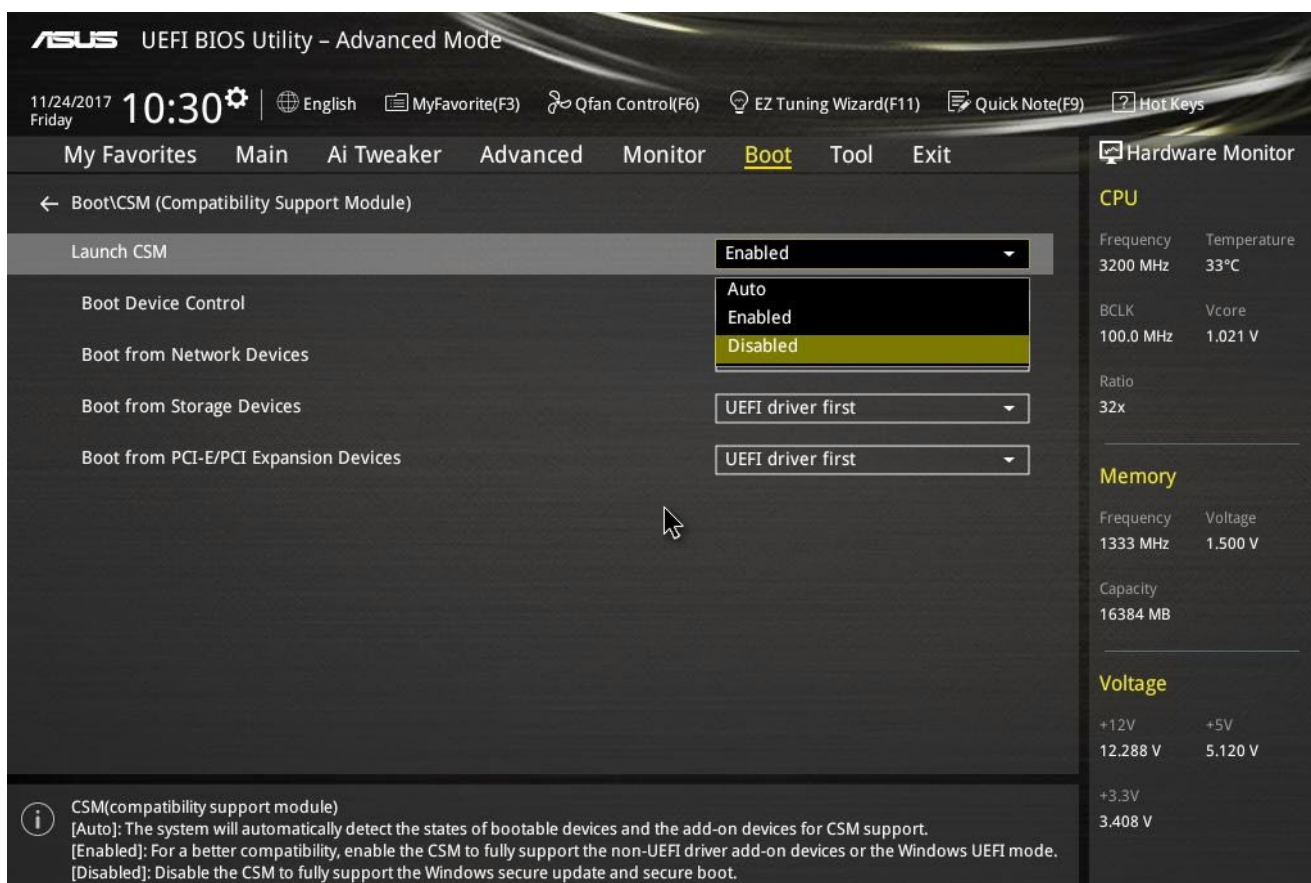 ASUS UEFI BIOS Utility – Advanced Mode
11/24/2017
Friday
10:30
English
MyFavorite(F3)
Qfan Control(F6)
EZ Tuning Wizard(F11)
Quick Note(F9)
? Hot Keys
My Favorites Main Ai Tweaker Advanced Monitor Boot Tool Exit
Hardware Monitor
← Boot\CSM (Compatibility Support Module)
Launch CSM Enabled
Auto
Enabled
Disabled
Boot Device Control
Boot from Network Devices
Boot from Storage Devices UEFI driver first
Boot from PCI-E/PCI Expansion Devices UEFI driver first
CPU
Frequency Temperature
3200 MHz 33°C
BCLK Vcore
100.0 MHz 1.021 V
Ratio
32x
Memory
Frequency Voltage
1333 MHz 1.500 V
Capacity
16384 MB
Voltage
+12V +5V
12.288 V 5.120 V
+3.3V
3.408 V
i
CSM(compatibility support module)
[Auto]: The system will automatically detect the states of bootable devices and the add-on devices for CSM support.
[Enabled]: For a better compatibility, enable the CSM to fully support the non-UEFI driver add-on devices or the Windows UEFI mode.
[Disabled]: Disable the CSM to fully support the Windows secure update and secure boot.